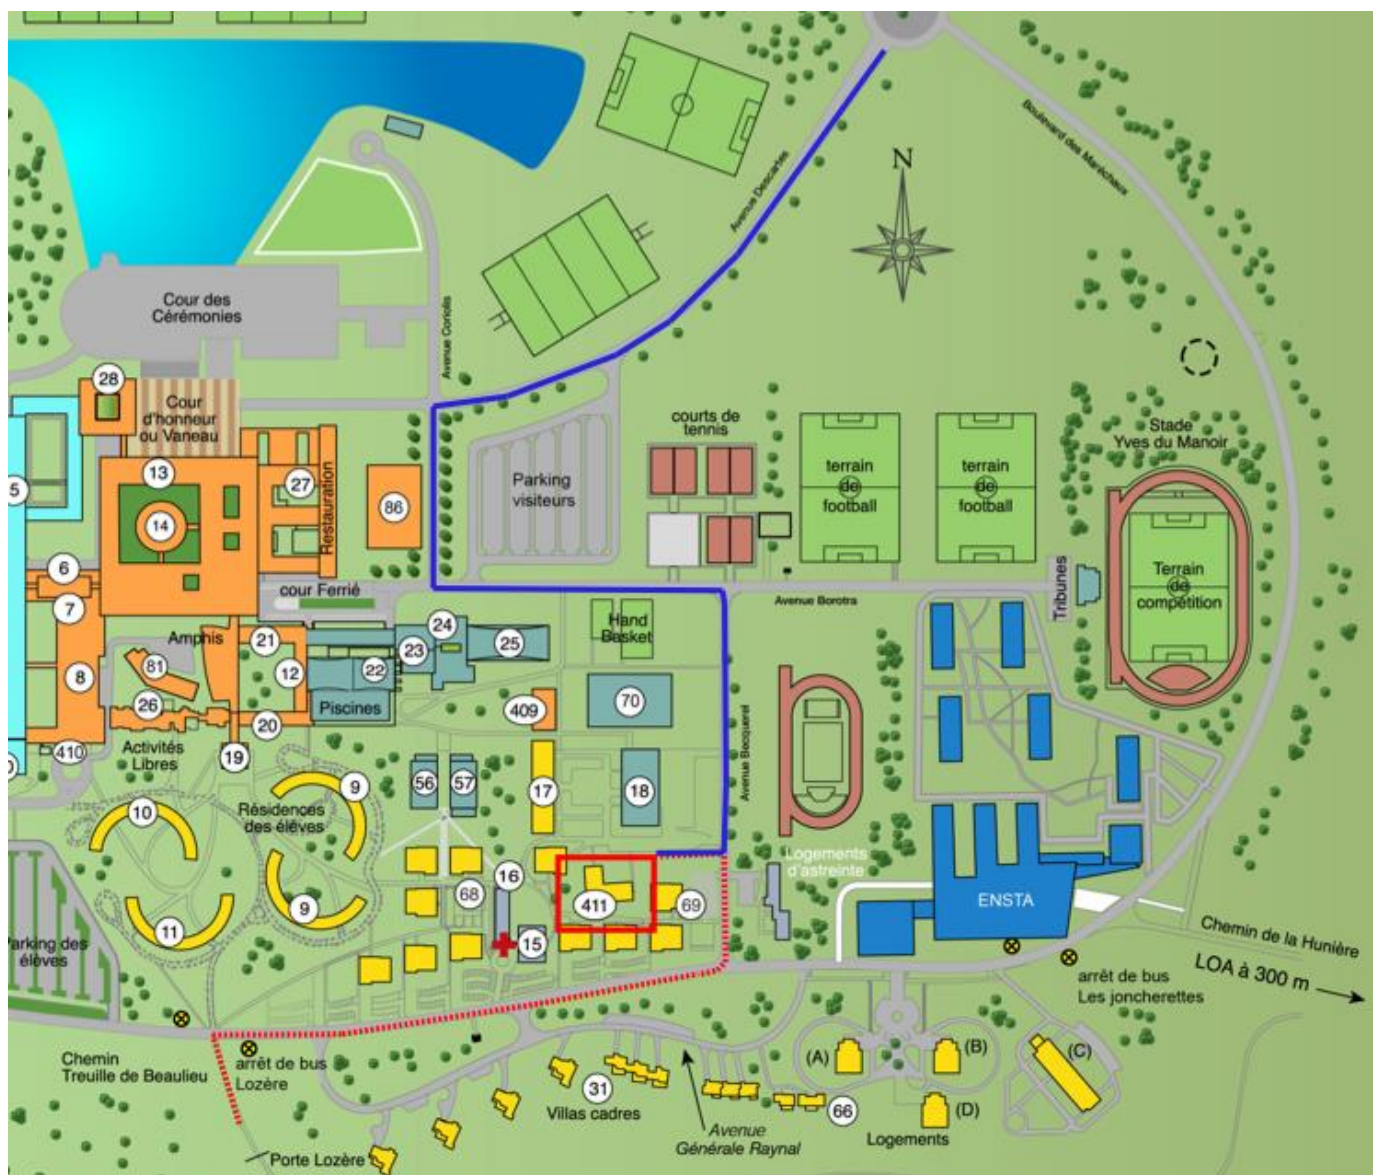 N
Avenue Descartes
Boulevard des Maréchaux
Cour des
Cérémonies
Avenue Coriolis
28
Cour
d'honneur
ou Vaneau
courts de
tennis
Stade
Yves du Manoir
13
27
Restauration
86
Parking
visiteurs
terrain
de
football
terrain
de
football
5
14
6
7
cour Ferrié
Avenue Borotra
Tribunes
Terrain
de
compétition
Amphis
21
24
25
Hand
Basket
23
8
81
12
22
26
Piscines
409
70
20
410
Activités
Libres
19
Avenue Becquerel
56
57
17
18
9
10
Résidences
des élèves
16
Logements
d'astreinte
68
9
411
69
ENSTA
11
15
Parking des
élèves
Chemin de la Hunière
LOA à 300 m
arrêt de bus
Les joncherettes
Chemin
Treuille de Beaulieu
arrêt de bus
Lozère
(A)
(B)
(C)
31
Villas cadres
66
(D)
Avenue
Générale Raynal
Logements
Porte Lozère